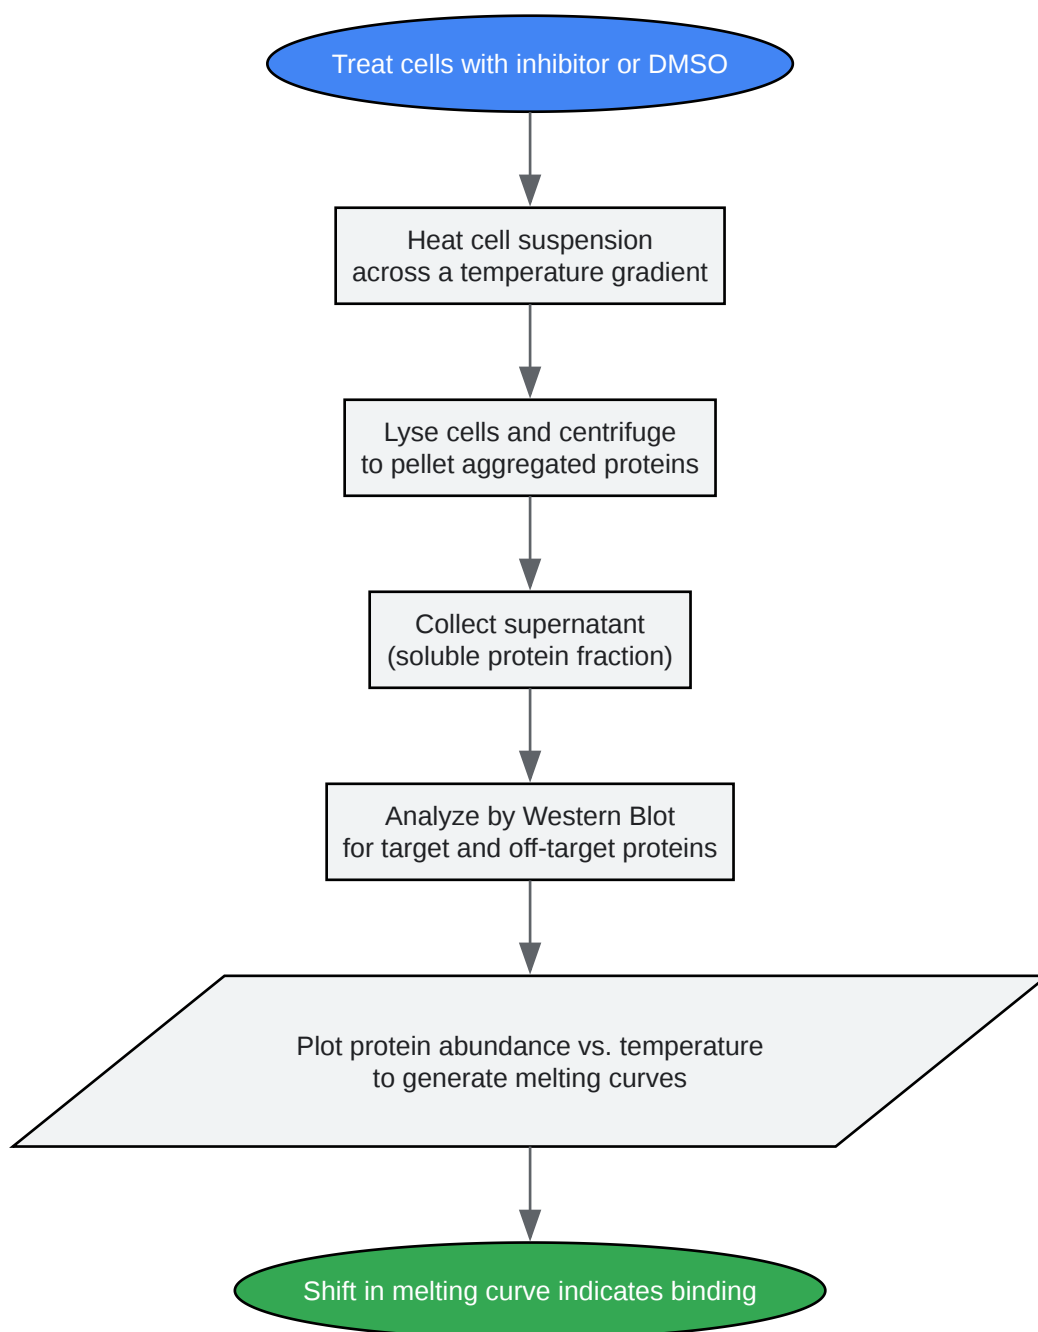 Treat cells with inhibitor or DMSO
Heat cell suspension
across a temperature gradient
Lyse cells and centrifuge
to pellet aggregated proteins
Collect supernatant
(soluble protein fraction)
Analyze by Western Blot
for target and off-target proteins
Plot protein abundance vs. temperature
to generate melting curves
Shift in melting curve indicates binding